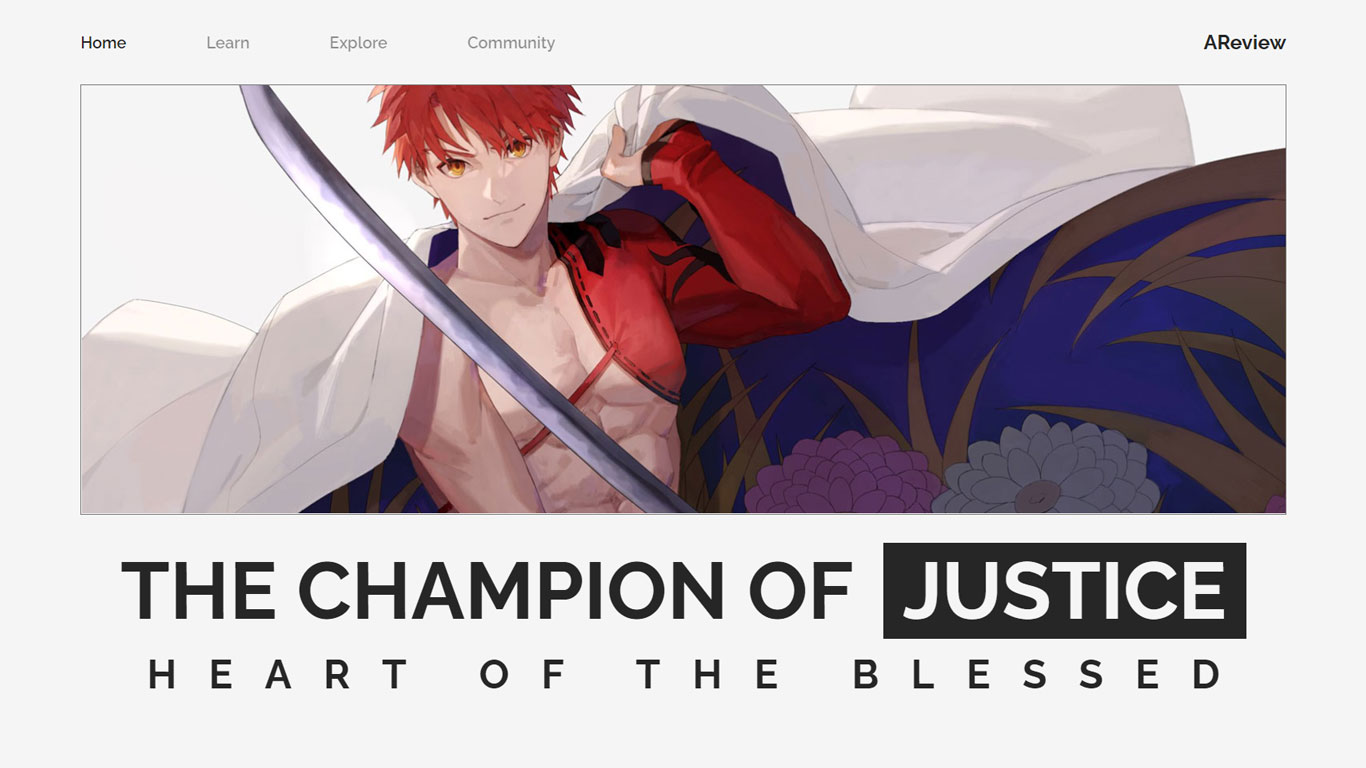 Home Learn Explore Community AReview
THE CHAMPION OF JUSTICE
HEART OF THE BLESSED